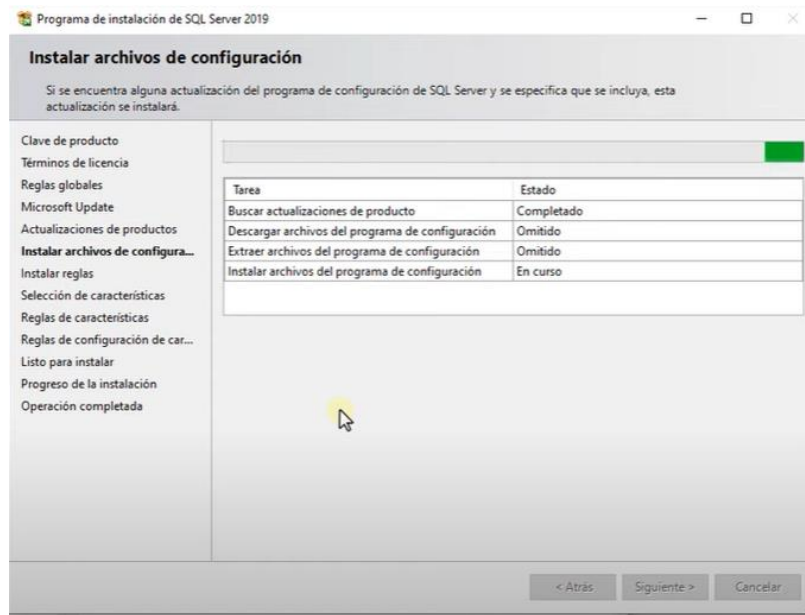 Programa de instalación de SQL Server 2019
Instalar archivos de configuración
Si se encuentra alguna actualización del programa de configuración de SQL Server y se especifica que se incluya, esta
actualización se instalará.
Clave de producto
Términos de licencia
Reglas globales
Microsoft Update
Actualizaciones de productos
Instalar archivos de configura...
Instalar reglas
Selección de características
Reglas de características
Reglas de configuración de car...
Listo para instalar
Progreso de la instalación
Operación completada
Tarea Estado
Buscar actualizaciones de producto Completado
Descargar archivos del programa de configuración Omitido
Extraer archivos del programa de configuración Omitido
Instalar archivos del programa de configuración En curso
< Atrás Siguiente > Cancelar